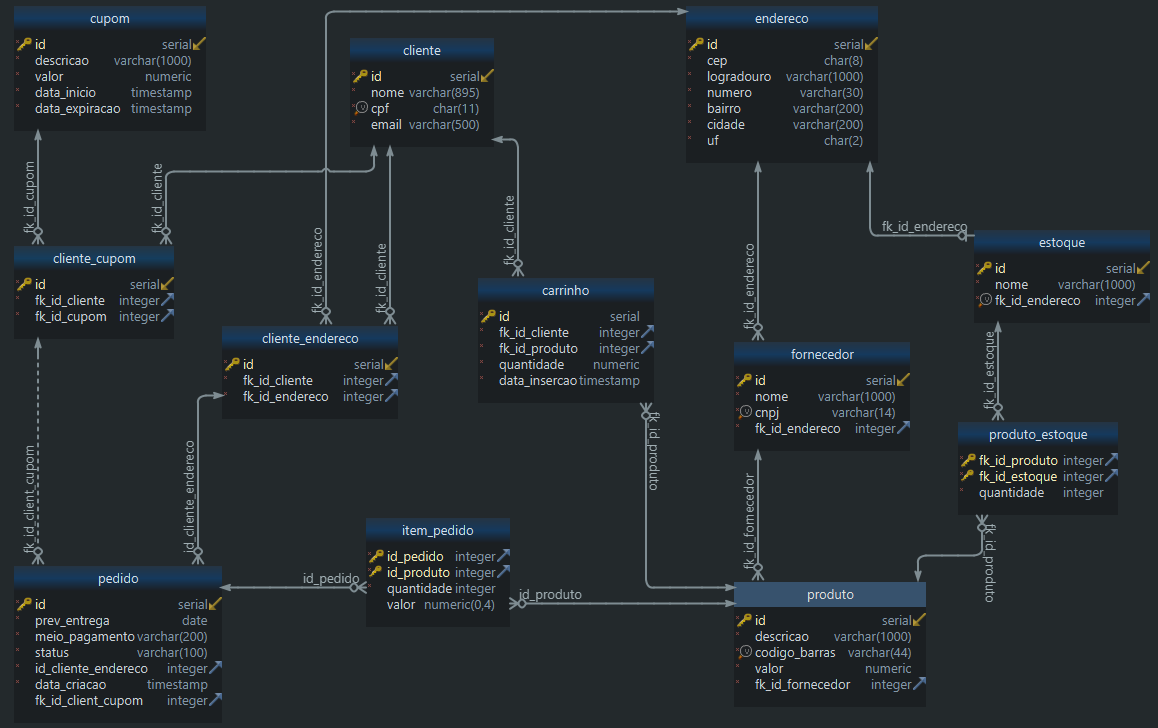 cupom
id serial
descricao varchar(1000)
valor numeric
data_inicio timestamp
data_expiracao timestamp
cliente
id serial
nome varchar(895)
cpf char(11)
email varchar(500)
endereco
id serial
cep char(8)
logradouro varchar(1000)
numero varchar(30)
bairro varchar(200)
cidade varchar(200)
uf char(2)
fk_id_cupom
fk_id_cliente
fk_id_endereco
fk_id_cliente
fk_id_cliente
fk_id_endereco
fk_id_endereco
cliente_cupom
id serial
fk_id_cliente integer
fk_id_cupom integer
cliente_endereco
id serial
fk_id_cliente integer
fk_id_endereco integer
carrinho
id serial
fk_id_cliente integer
fk_id_produto integer
quantidade numeric
data_insercao timestamp
estoque
id serial
nome varchar(1000)
fk_id_endereco integer
fornecedor
id serial
nome varchar(1000)
cnpj varchar(14)
fk_id_endereco integer
fk_id_estoque
produto_estoque
fk_id_produto integer
fk_id_estoque integer
quantidade integer
fk_id_client_cupom
id_cliente_endereco
fk_id_produto
fk_id_fornecedor
fk_id_produto
item_pedido
id_pedido integer
id_produto integer
quantidade integer
valor numeric(0,4)
id_pedido
id_produto
pedido
id serial
prev_entrega date
meio_pagamento varchar(200)
status varchar(100)
id_cliente_endereco integer
data_criacao timestamp
fk_id_client_cupom integer
produto
id serial
descricao varchar(1000)
codigo_barras varchar(44)
valor numeric
fk_id_fornecedor integer